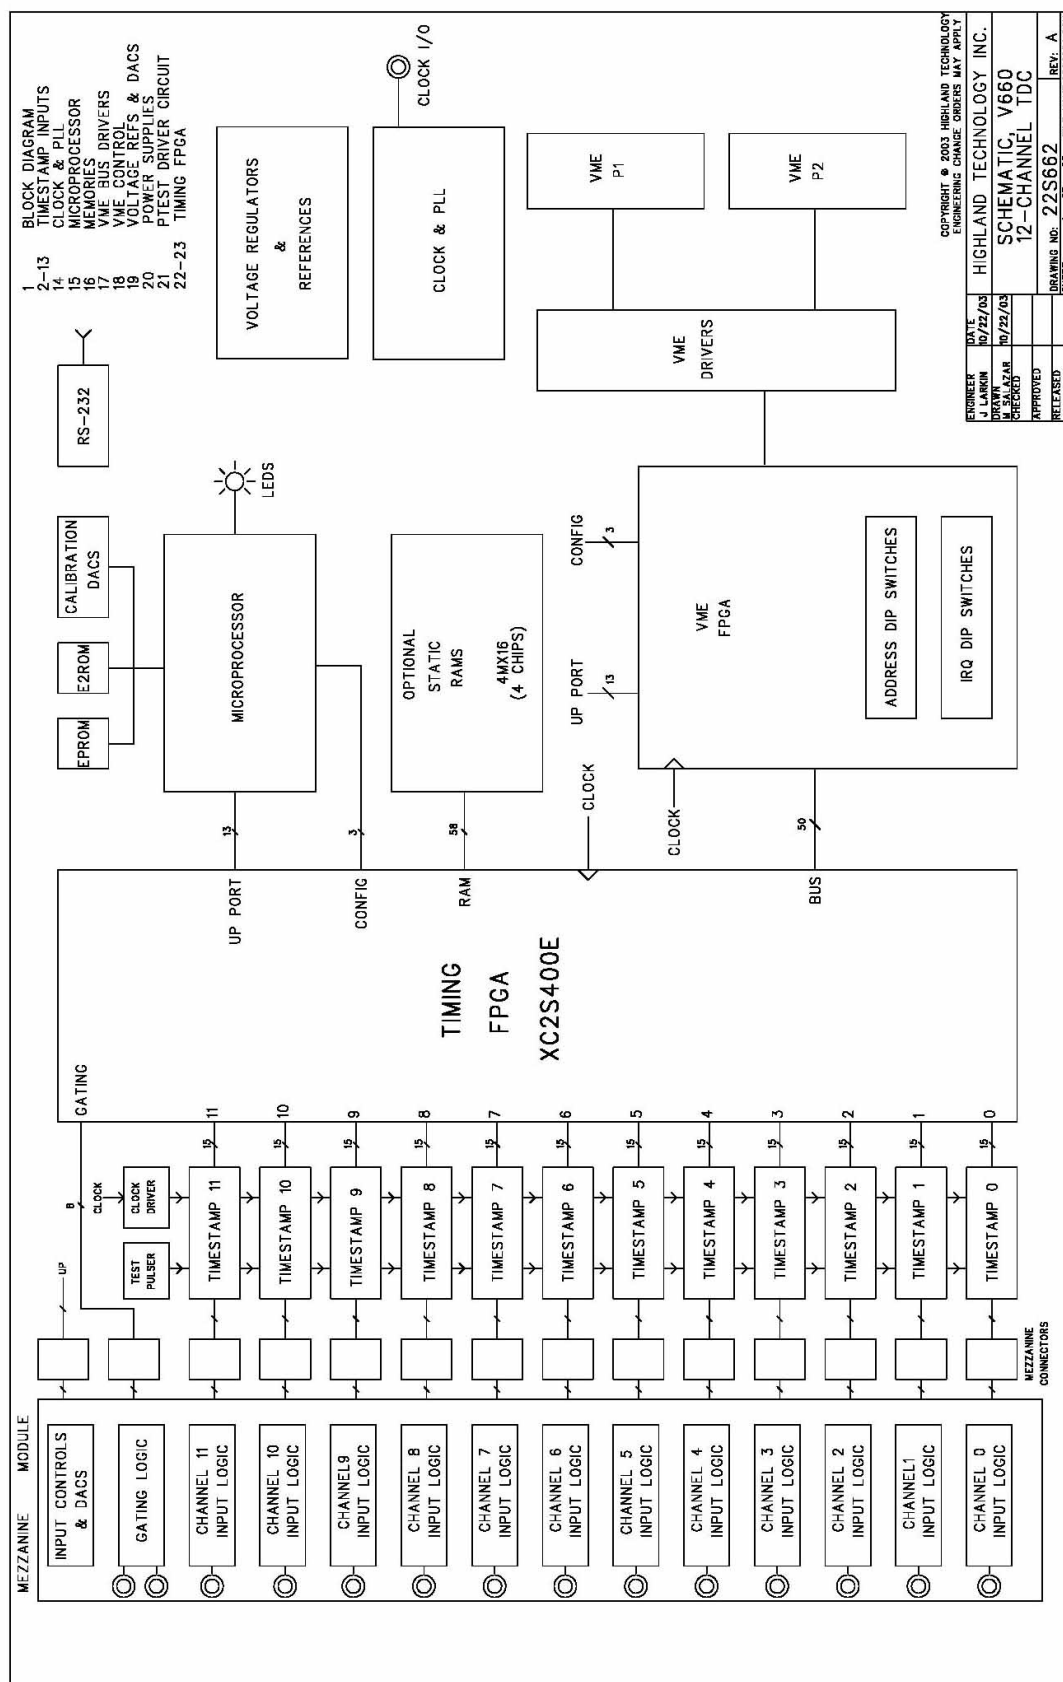 MEZZANINE MODULE
INPUT CONTROLS
& DACS
GATING LOGIC
CHANNEL 11
INPUT LOGIC
CHANNEL 10
INPUT LOGIC
CHANNEL9
INPUT LOGIC
CHANNEL 8
INPUT LOGIC
CHANNEL 7
INPUT LOGIC
CHANNEL 6
INPUT LOGIC
CHANNEL 5
INPUT LOGIC
CHANNEL 4
INPUT LOGIC
CHANNEL 3
INPUT LOGIC
CHANNEL 2
INPUT LOGIC
CHANNEL1
INPUT LOGIC
CHANNEL 0
INPUT LOGIC
MEZZANINE
CONNECTORS
UP
8
CLOCK
TEST
PULSER
CLOCK
DRIVER
TIMESTAMP 11
TIMESTAMP 10
TIMESTAMP 9
TIMESTAMP 8
TIMESTAMP 7
TIMESTAMP 6
TIMESTAMP 5
TIMESTAMP 4
TIMESTAMP 3
TIMESTAMP 2
TIMESTAMP 1
TIMESTAMP 0
15
15
15
15
15
15
15
15
15
15
15
15
GATING
11
10
9
8
7
6
5
4
3
2
1
0
TIMING
FPGA
XC2S400E
UP PORT
CONFIG
RAM
BUS
13
3
58
CLOCK
CLOCK
50
EPROM
E2ROM
CALIBRATION
DACS
RS-232
MICROPROCESSOR
LEDS
OPTIONAL
STATIC
RAMS
4MX16
(4 CHIPS)
UP PORT
13
CONFIG
3
VME
FPGA
ADDRESS DIP SWITCHES
IRQ DIP SWITCHES
VME
DRIVERS
VME
P1
VME
P2
VOLTAGE REGULATORS
&
REFERENCES
CLOCK & PLL
CLOCK I/O
1 BLOCK DIAGRAM
2-13 TIMESTAMP INPUTS
14 CLOCK & PLL
15 MICROPROCESSOR
16 MEMORIES
17 VME BUS DRIVERS
18 VME CONTROL
19 VOLTAGE REFS & DACS
20 POWER SUPPLIES
21 PTEST DRIVER CIRCUIT
22-23 TIMING FPGA
COPYRIGHT © 2003 HIGHLAND TECHNOLOGY
ENGINEERING CHANGE ORDERS MAY APPLY
ENGINEER DATE
J LARKIN 10/22/03
DRAWN
M SALAZAR 10/22/03
CHECKED
APPROVED
RELEASED
HIGHLAND TECHNOLOGY INC.
SCHEMATIC, V660
12-CHANNEL TDC
DRAWING NO: 22S662 REV: A